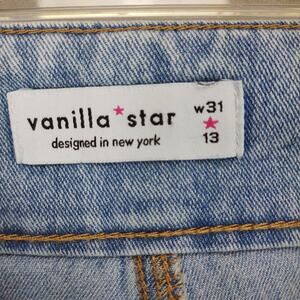 vanilla★star
designed in new york
w31
★
13